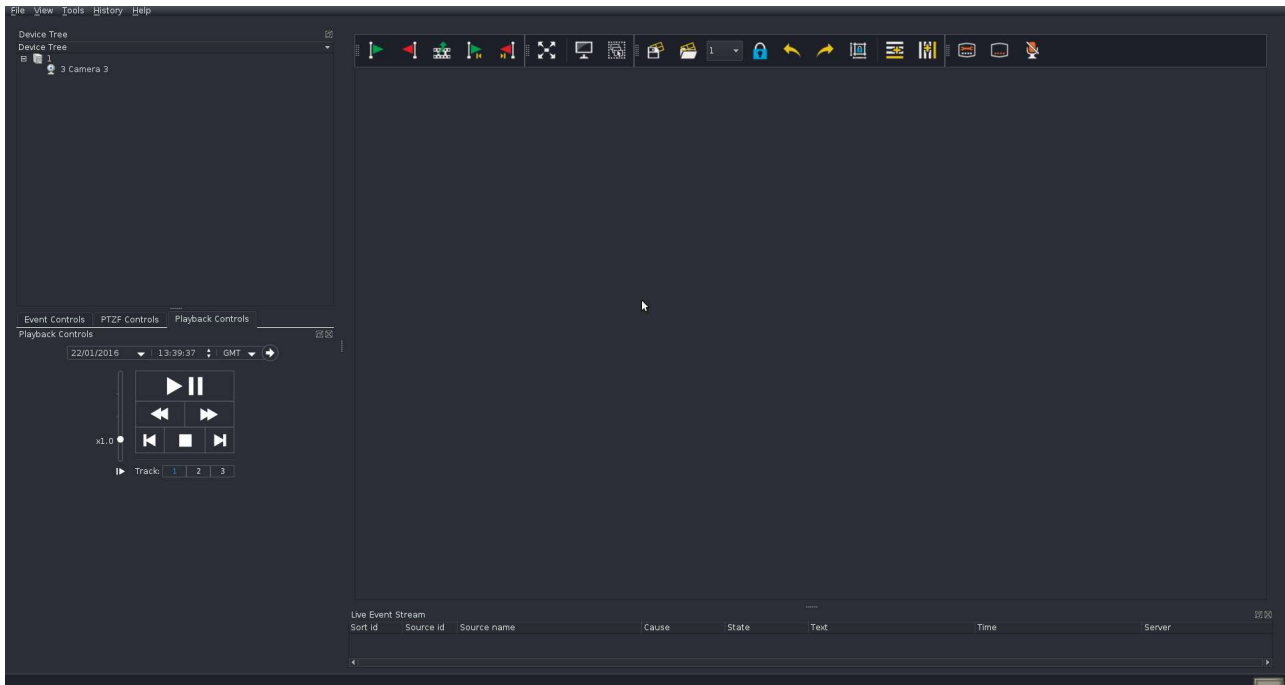 File View Tools History Help
Device Tree
Device Tree
1
3 Camera 3
1
Event Controls PTZF Controls Playback Controls
Playback Controls
22/01/2016 13:39:37 GMT
x1.0
Track: 1 2 3
Live Event Stream
Sort id Source id Source name Cause State Text Time Server